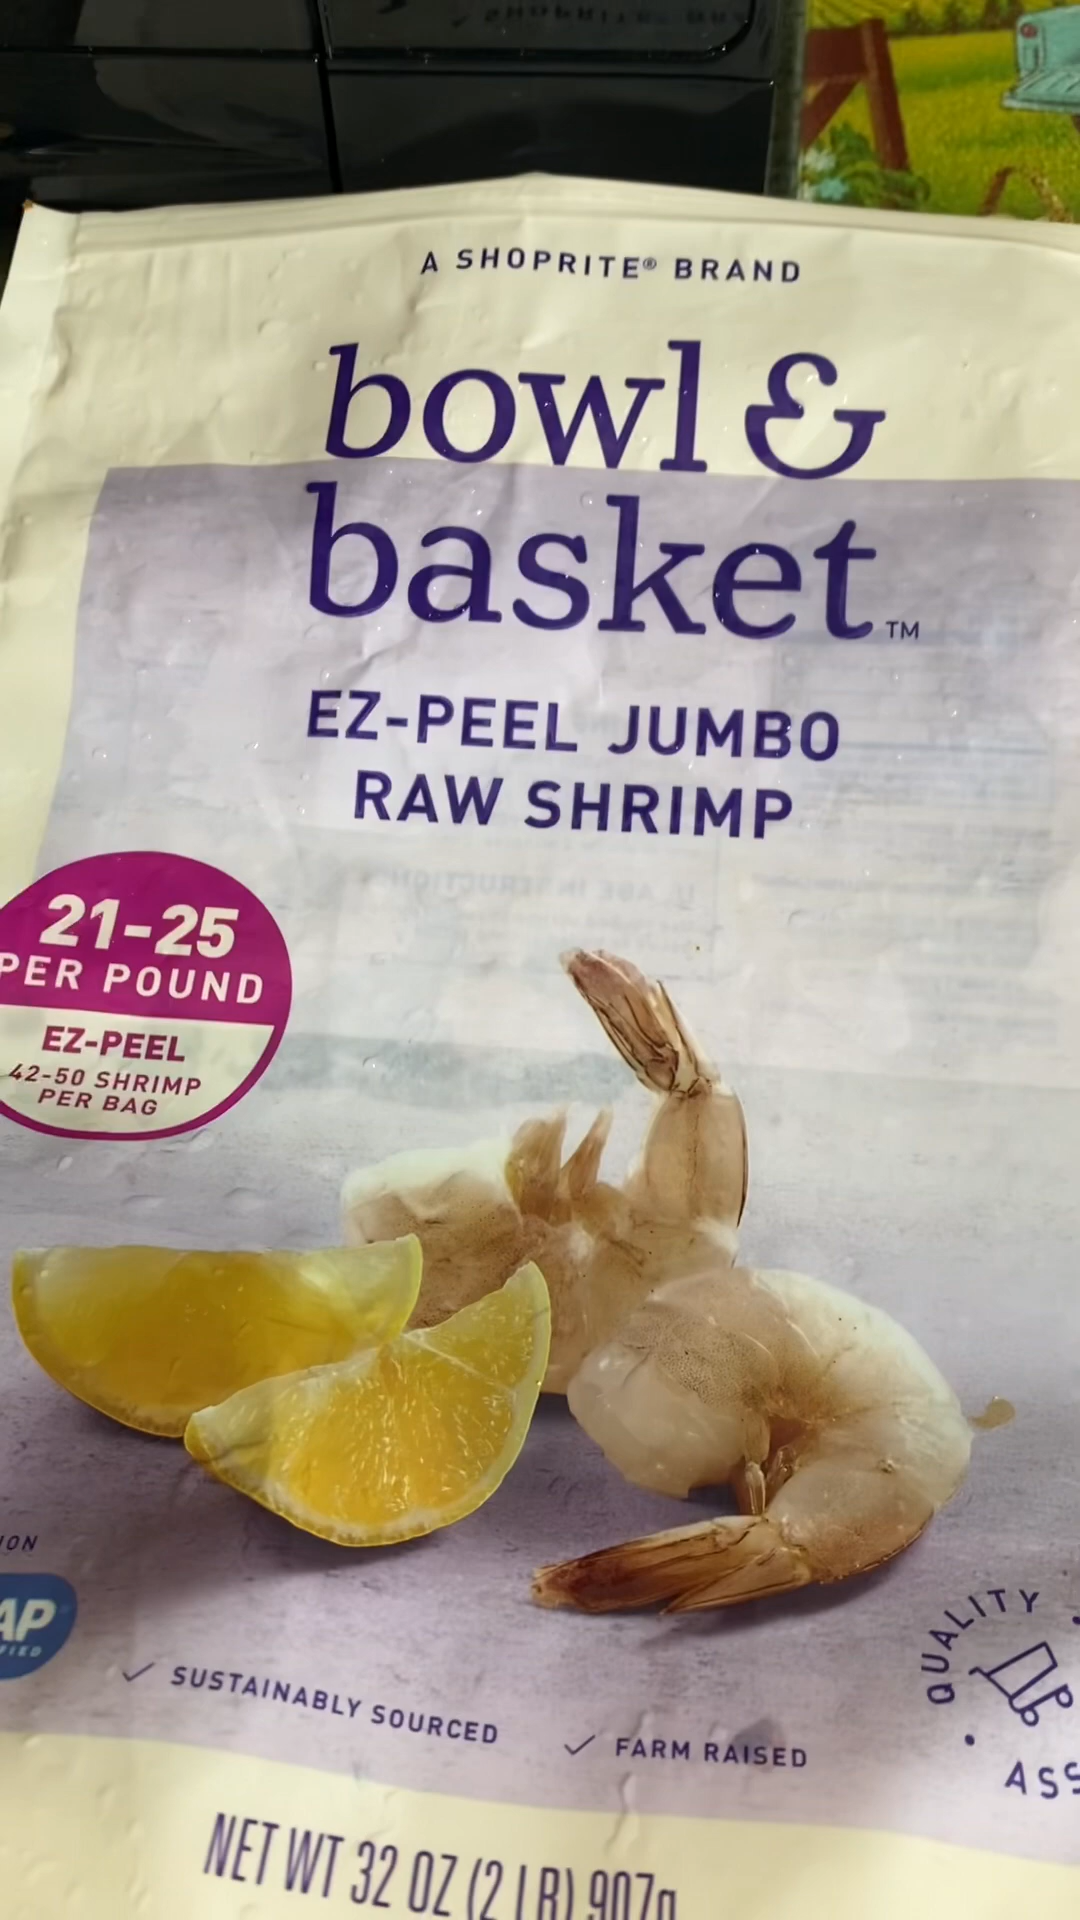 A SHOPRITE® BRAND
bowl &
basket™
EZ-PEEL JUMBO
RAW SHRIMP
21-25
PER POUND
EZ-PEEL
42-50 SHRIMP
PER BAG
SUSTAINABLY SOURCED
FARM RAISED
QUALITY
NET WT 32 OZ (2 LB) 907g